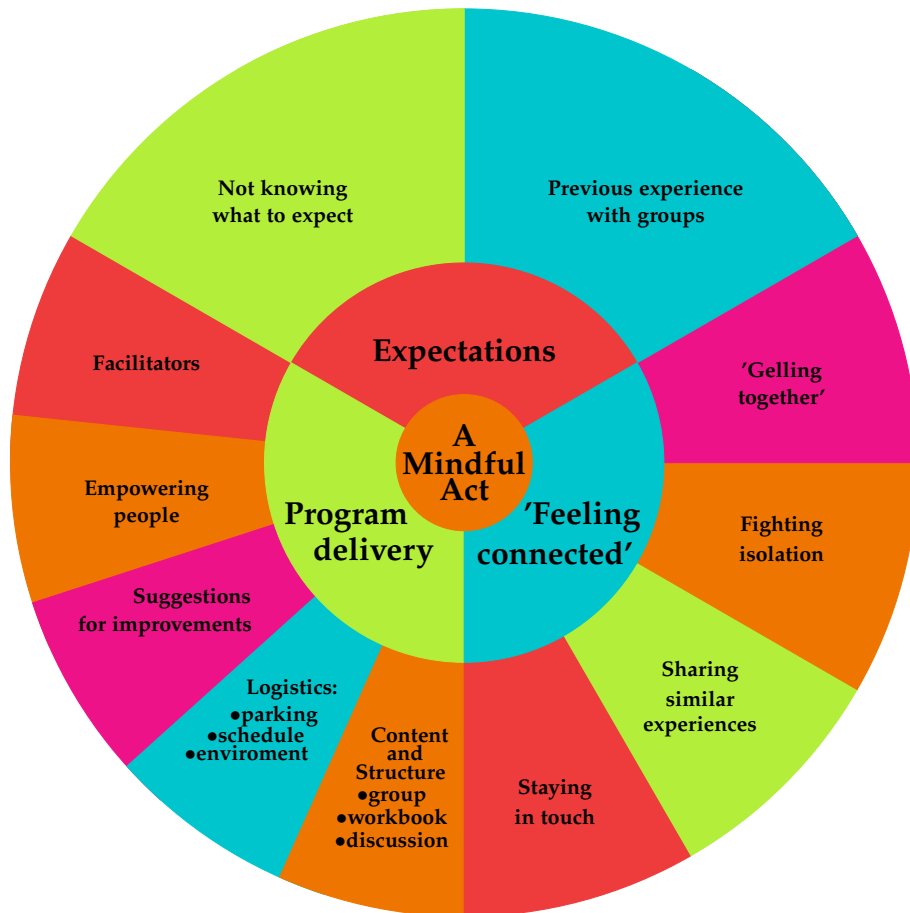 Not knowing
what to expect
Previous experience
with groups
Expectations
Facilitators
'Gelling
together'
A
Mindful
Act
Empowering
people
Program
delivery
'Feeling
connected'
Fighting
isolation
Suggestions
for improvements
Logistics:
●parking
●schedule
●enviroment
Content
and
Structure
●group
●workbook
●discussion
Staying
in touch
Sharing
similar
experiences